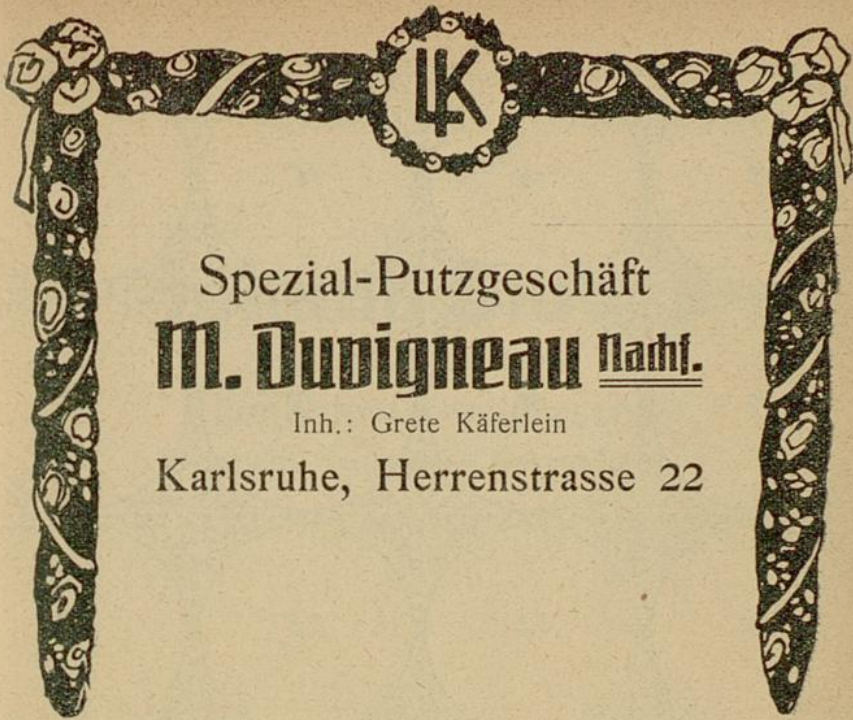 LK
Spezial-Putzgeschäft
M. Duvigneau Nachf.
Inh.: Grete Käferlein
Karlsruhe, Herrenstrasse 22